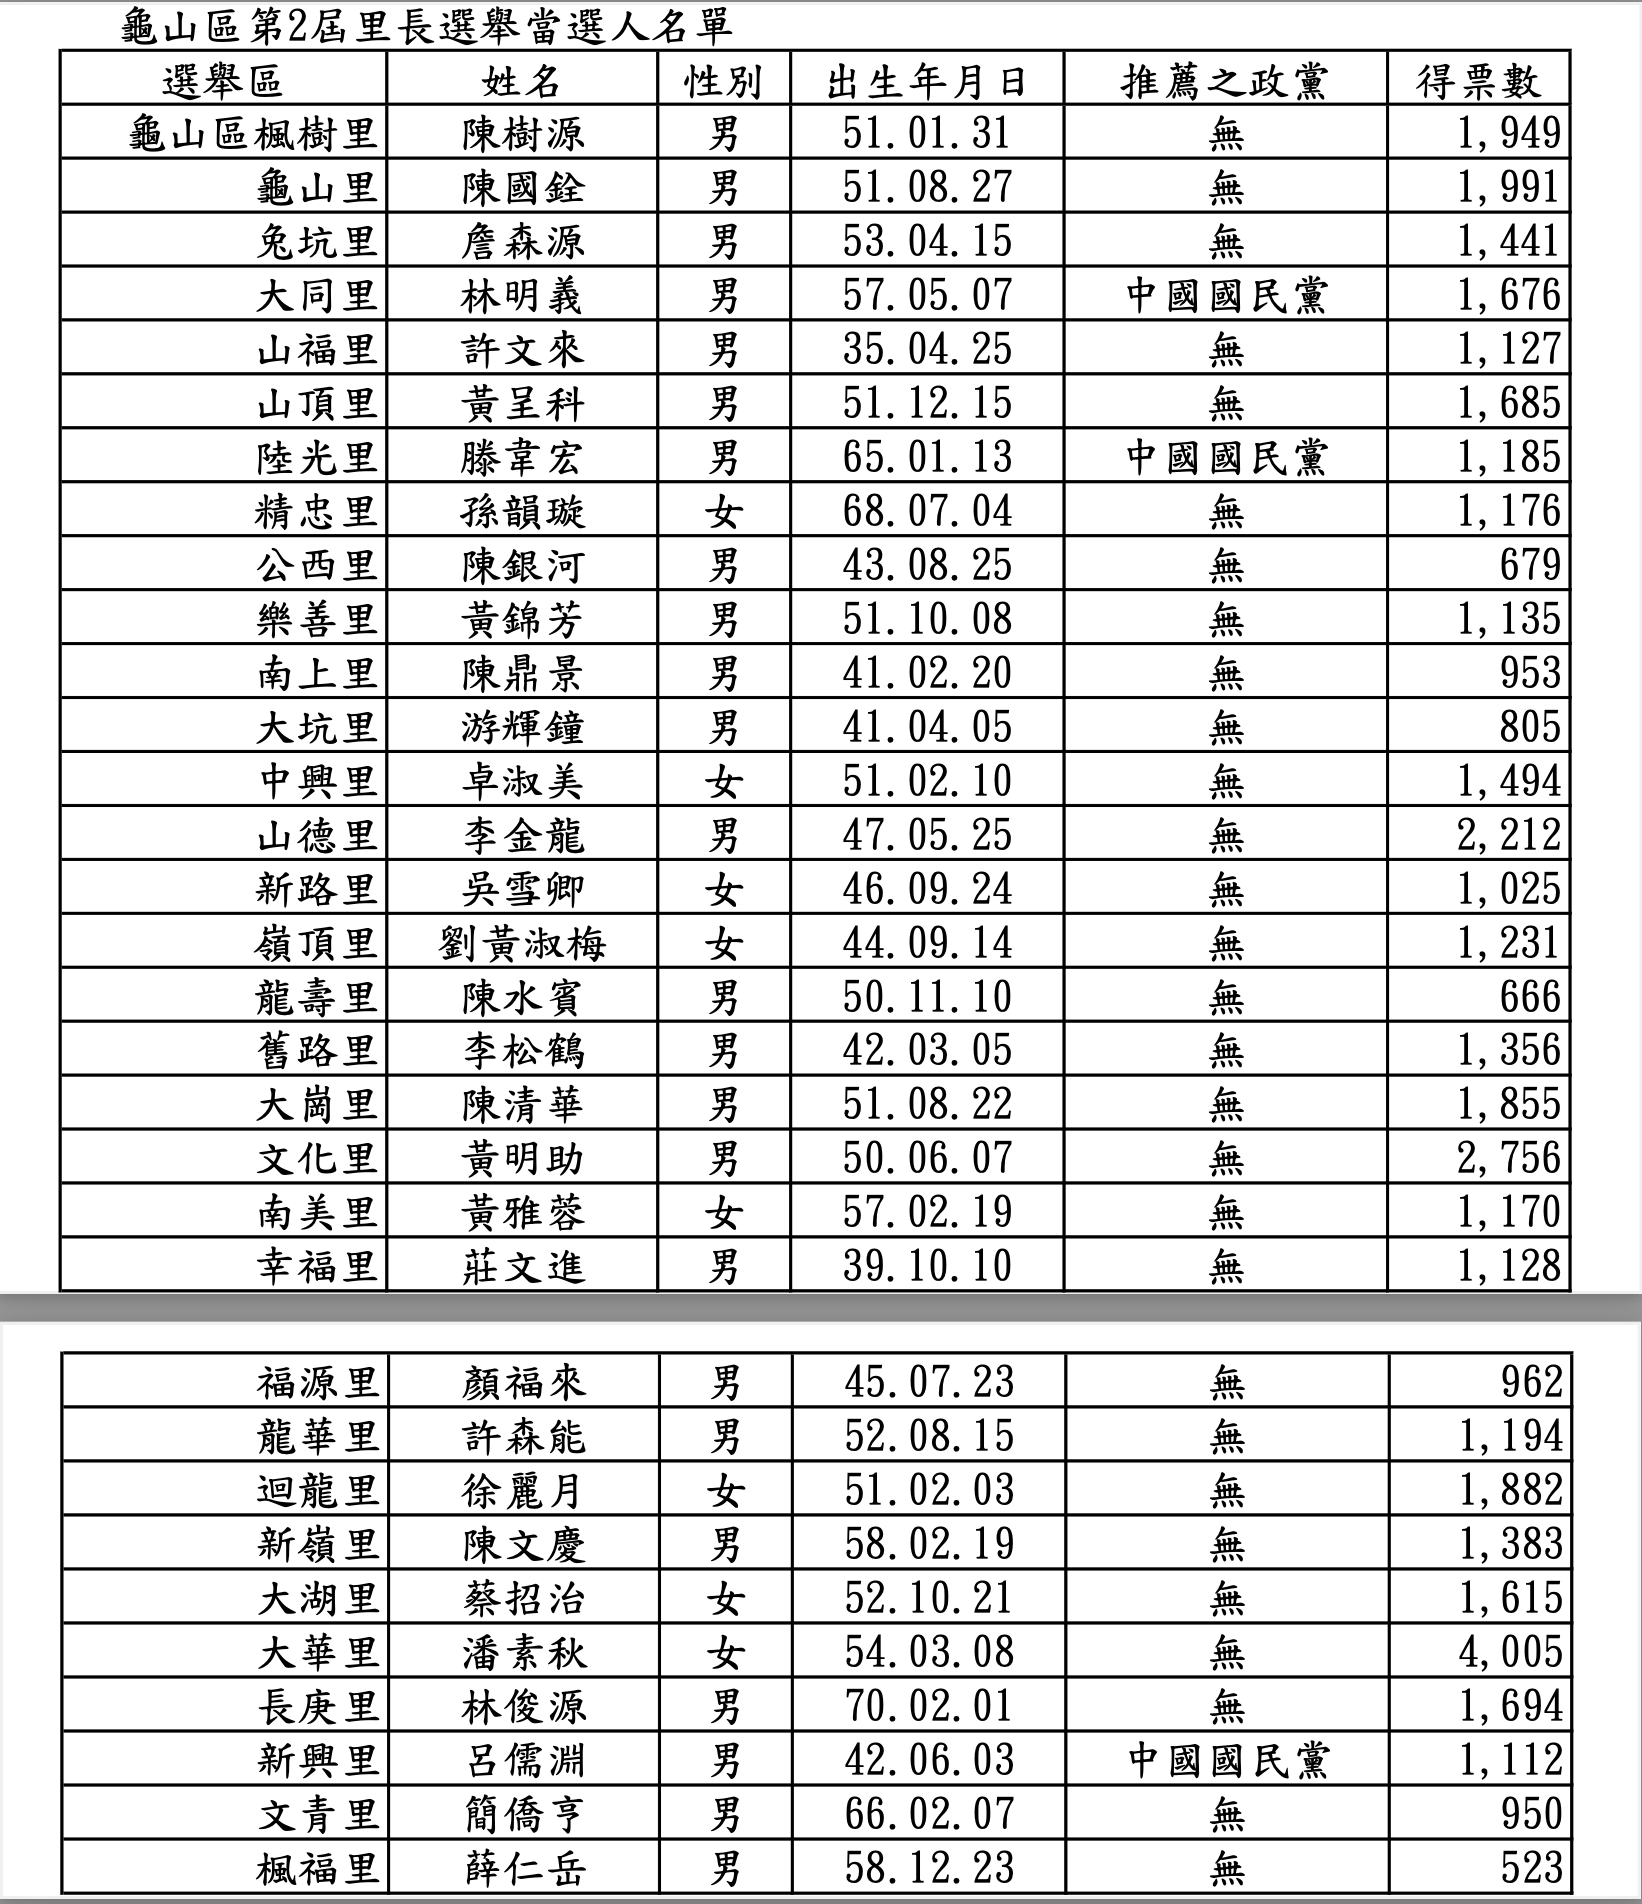 龜山區第2屆里長選舉當選人名單
選舉區 姓名 性別 出生年月日 推薦之政黨 得票數
龜山區楓樹里 陳樹源 男 51.01.31 無 1,949
龜山里 陳國銓 男 51.08.27 無 1,991
兔坑里 詹森源 男 53.04.15 無 1,441
大同里 林明義 男 57.05.07 中國國民黨 1,676
山福里 許文來 男 35.04.25 無 1,127
山頂里 黃呈科 男 51.12.15 無 1,685
陸光里 滕韋宏 男 65.01.13 中國國民黨 1,185
精忠里 孫韻璇 女 68.07.04 無 1,176
公西里 陳銀河 男 43.08.25 無 679
樂善里 黃錦芳 男 51.10.08 無 1,135
南上里 陳鼎景 男 41.02.20 無 953
大坑里 游輝鐘 男 41.04.05 無 805
中興里 卓淑美 女 51.02.10 無 1,494
山德里 李金龍 男 47.05.25 無 2,212
新路里 吳雪卿 女 46.09.24 無 1,025
嶺頂里 劉黃淑梅 女 44.09.14 無 1,231
龍壽里 陳水賓 男 50.11.10 無 666
舊路里 李松鶴 男 42.03.05 無 1,356
大崗里 陳清華 男 51.08.22 無 1,855
文化里 黃明助 男 50.06.07 無 2,756
南美里 黃雅蓉 女 57.02.19 無 1,170
幸福里 莊文進 男 39.10.10 無 1,128
福源里 顏福來 男 45.07.23 無 962
龍華里 許森能 男 52.08.15 無 1,194
迴龍里 徐麗月 女 51.02.03 無 1,882
新嶺里 陳文慶 男 58.02.19 無 1,383
大湖里 蔡招治 女 52.10.21 無 1,615
大華里 潘素秋 女 54.03.08 無 4,005
長庚里 林俊源 男 70.02.01 無 1,694
新興里 呂儒淵 男 42.06.03 中國國民黨 1,112
文青里 簡僑亨 男 66.02.07 無 950
楓福里 薛仁岳 男 58.12.23 無 523